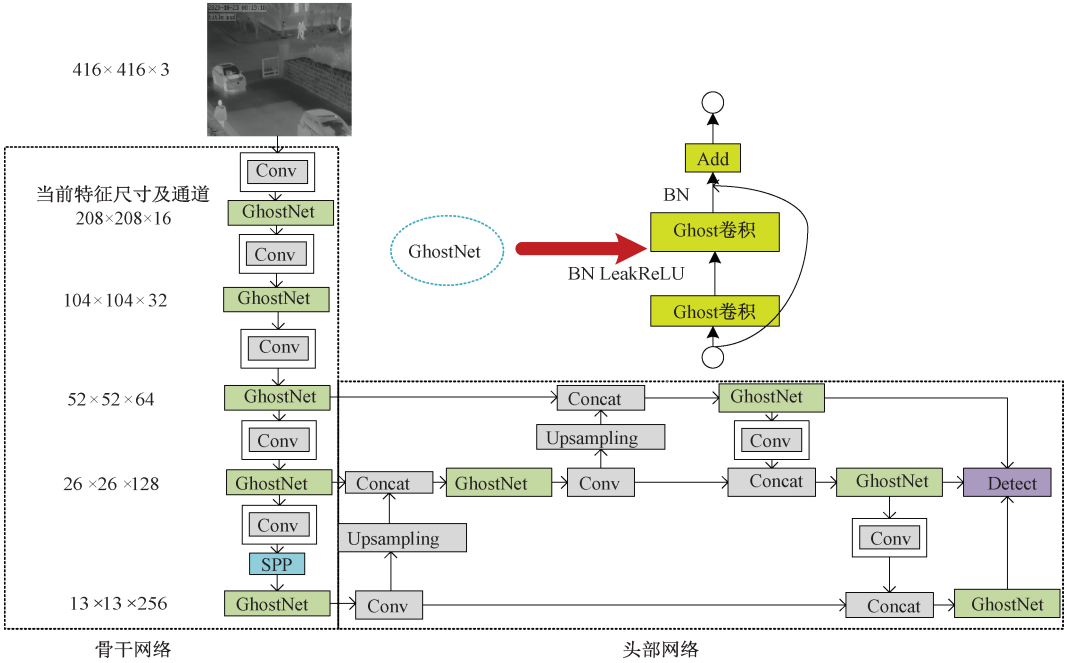 416×416×3
Conv
当前特征尺寸及通道
208×208×16
GhostNet
Conv
104×104×32
GhostNet
Conv
52×52×64
GhostNet
Conv
26×26×128
GhostNet
Conv
SPP
13×13×256
GhostNet
骨干网络
Add
BN
Ghost卷积
GhostNet
BN LeakReLU
Ghost卷积
Concat
GhostNet
Upsampling
Conv
Concat
GhostNet
Conv
Concat
GhostNet
Detect
Upsampling
Conv
Conv
Concat
GhostNet
头部网络